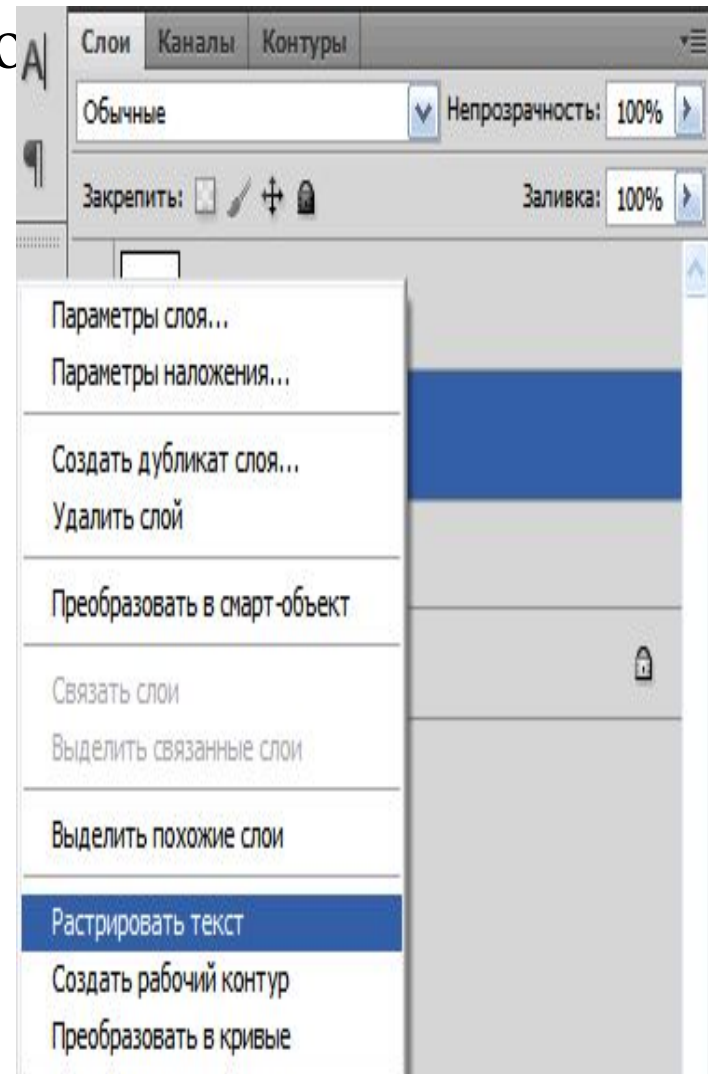 Слои Каналы Контуры
Обычные Непрозрачность: 100%
Закрепить: Заливка: 100%
Параметры слоя...
Параметры наложения...
Создать дубликат слоя...
Удалить слой
Преобразовать в смарт-объект
Связать слои
Выделить связанные слои
Выделить похожие слои
Растрировать текст
Создать рабочий контур
Преобразовать в кривые